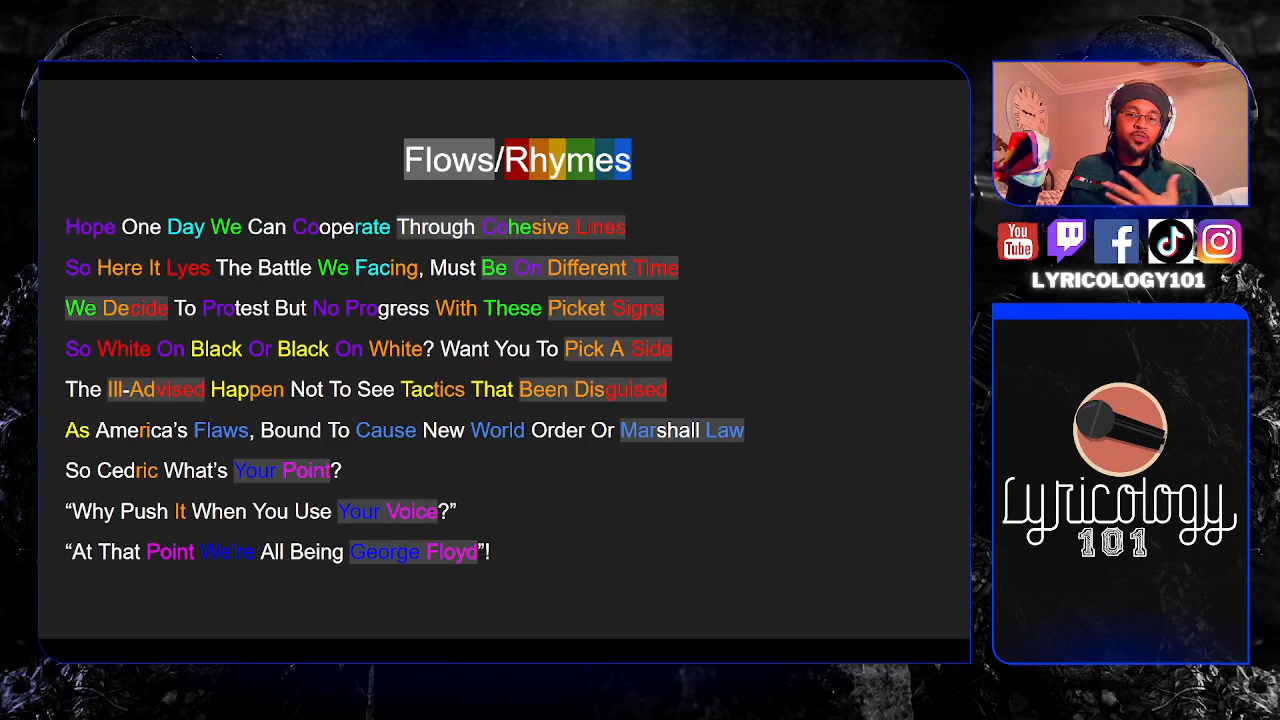 Flows/Rhymes
Hope One Day We Can Cooperate Through Cohesive Lines
So Here It Lyes The Battle We Facing, Must Be On Different Time
We Decide To Protest But No Progress With These Picket Signs
So White On Black Or Black On White? Want You To Pick A Side
The Ill-Advised Happen Not To See Tactics That Been Disguised
As America’s Flaws, Bound To Cause New World Order Or Marshall Law
So Cedric What’s Your Point?
“Why Push It When You Use Your Voice?”
“At That Point We’re All Being George Floyd”!
You
Tube
LYRICOLOGY101
Lyricology
101